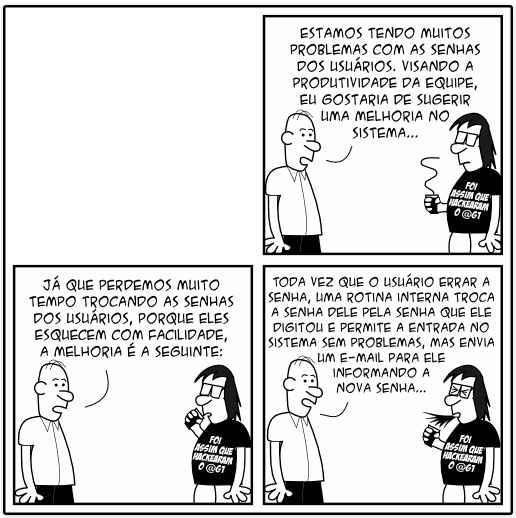 ESTAMOS TENDO MUITOS
PROBLEMAS COM AS SENHAS
DOS USUÁRIOS. VISANDO A
PRODUTIVIDADE DA EQUIPE,
EU GOSTARIA DE SUGERIR
UMA MELHORIA NO
SISTEMA...
FOI
ASSIM QUE
HACKEARAM
O @G1
JÁ QUE PERDEMOS MUITO
TEMPO TROCANDO AS SENHAS
DOS USUÁRIOS, PORQUE ELES
ESQUECEM COM FACILIDADE,
A MELHORIA É A SEGUINTE:
FOI
ASSIM QUE
HACKEARAM
O @G1
TODA VEZ QUE O USUÁRIO ERRAR A
SENHA, UMA ROTINA INTERNA TROCA
A SENHA DELE PELA SENHA QUE ELE
DIGITOU E PERMITE A ENTRADA NO
SISTEMA SEM PROBLEMAS, MAS ENVIA
UM E-MAIL PARA ELE
INFORMANDO A
NOVA SENHA...
FOI
ASSIM QUE
HACKEARAM
O @G1